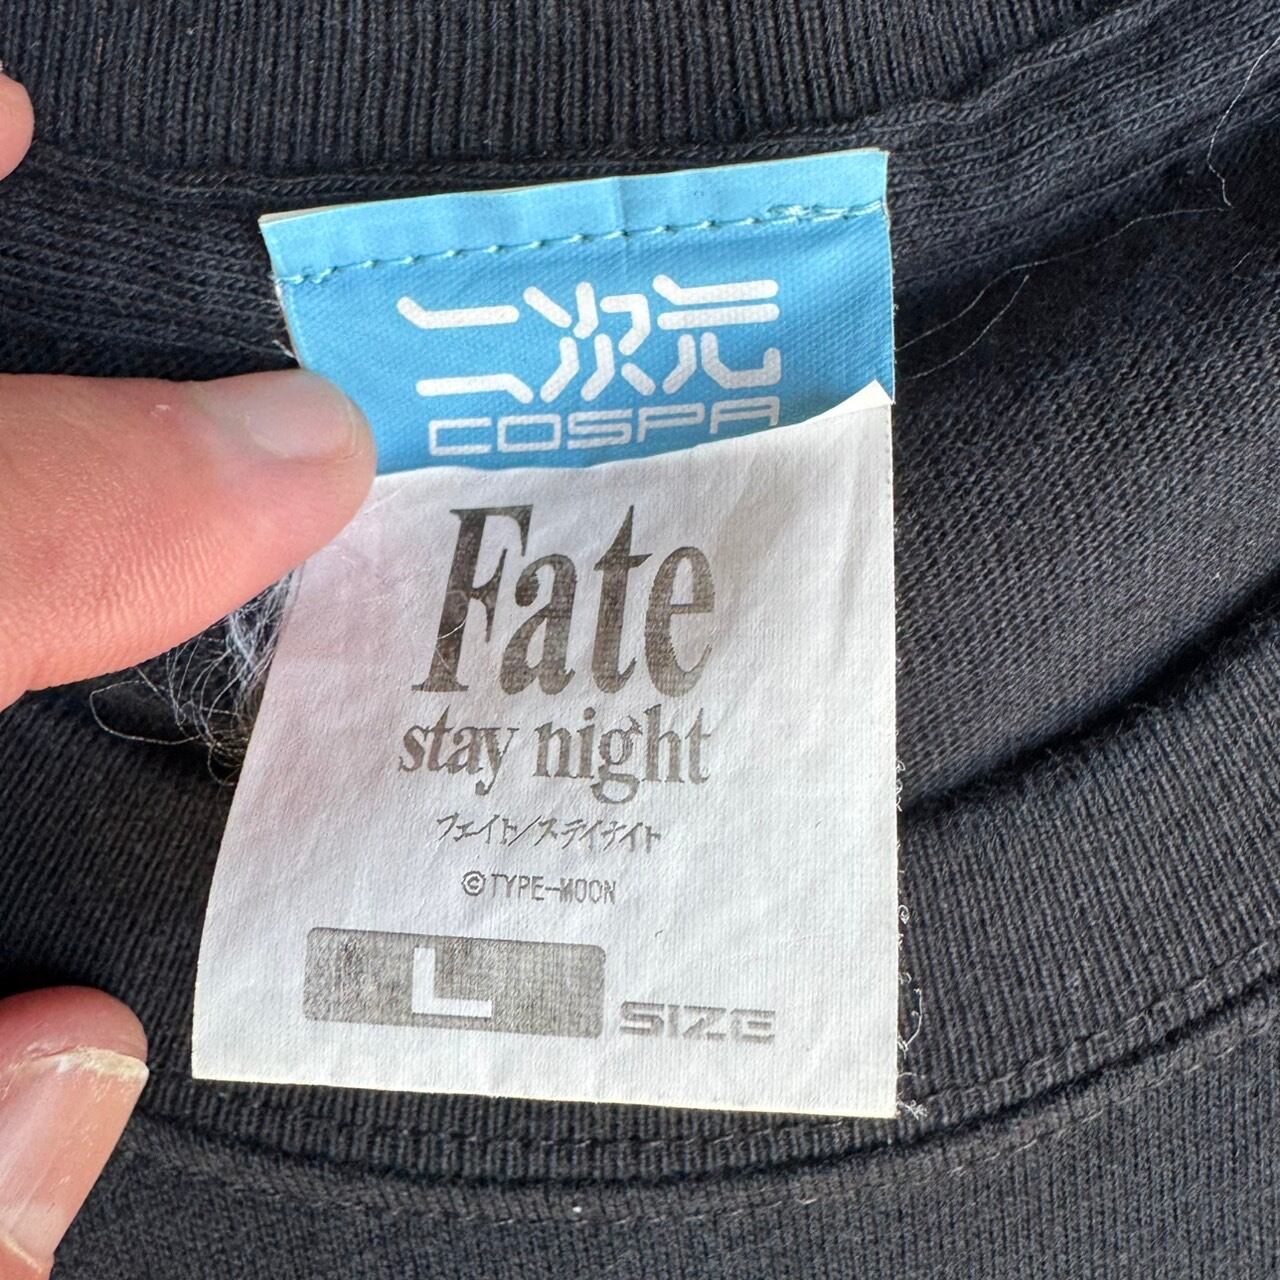 二次元
COSPA
Fate
stay night
フェイト/ステイナイト
©TYPE-MOON
L SIZE